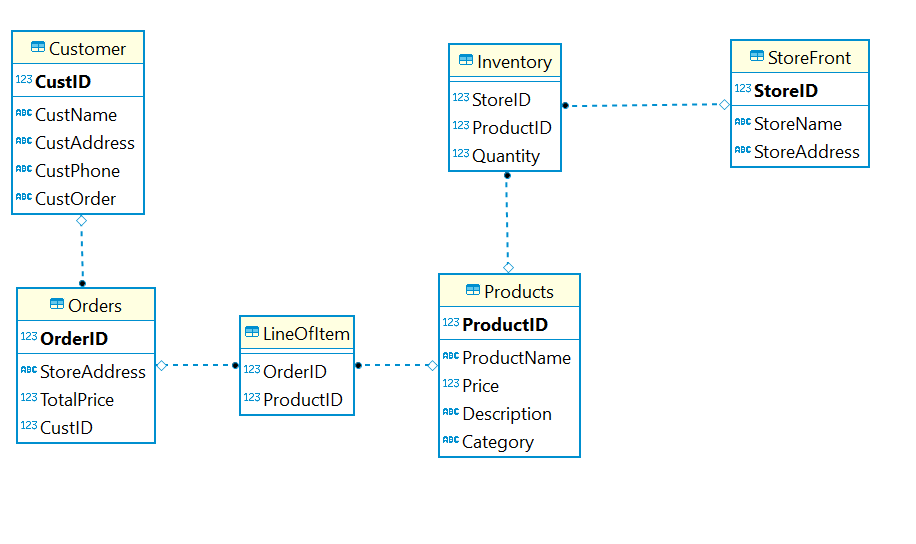 Customer
123 CustID
ABC CustName
ABC CustAddress
ABC CustPhone
ABC CustOrder
Inventory
123 StoreID
123 ProductID
123 Quantity
StoreFront
123 StoreID
ABC StoreName
ABC StoreAddress
Orders
123 OrderID
ABC StoreAddress
123 TotalPrice
123 CustID
LineOfItem
123 OrderID
123 ProductID
Products
123 ProductID
ABC ProductName
123 Price
ABC Description
ABC Category